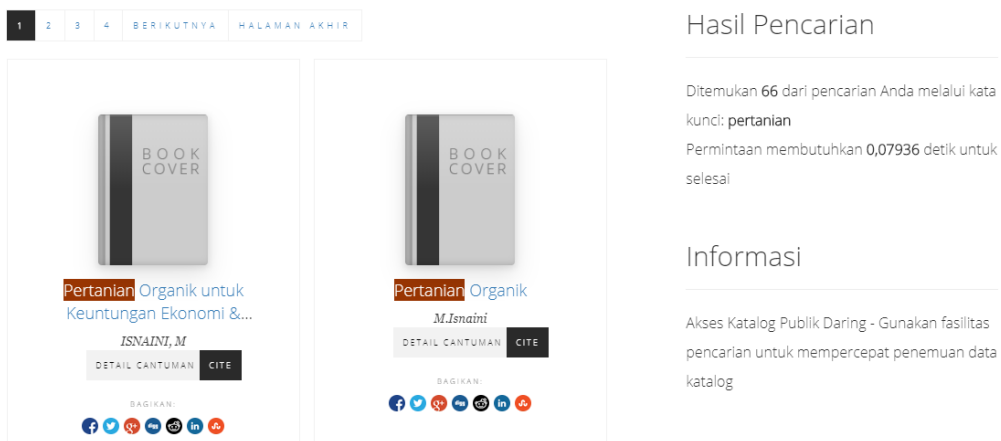 1 2 3 4 BERIKUTNYA HALAMAN AKHIR
BOOK
COVER
Pertanian Organik untuk
Keuntungan Ekonomi &...
ISNAINI, M
DETAIL CANTUMAN CITE
BAGIKAN:
BOOK
COVER
Pertanian Organik
M.Isnaini
DETAIL CANTUMAN CITE
BAGIKAN:
Hasil Pencarian
Ditemukan 66 dari pencarian Anda melalui kata
kunci: pertanian
Permintaan membutuhkan 0,07936 detik untuk
selesai
Informasi
Akses Katalog Publik Daring - Gunakan fasilitas
pencarian untuk mempercepat penemuan data
katalog